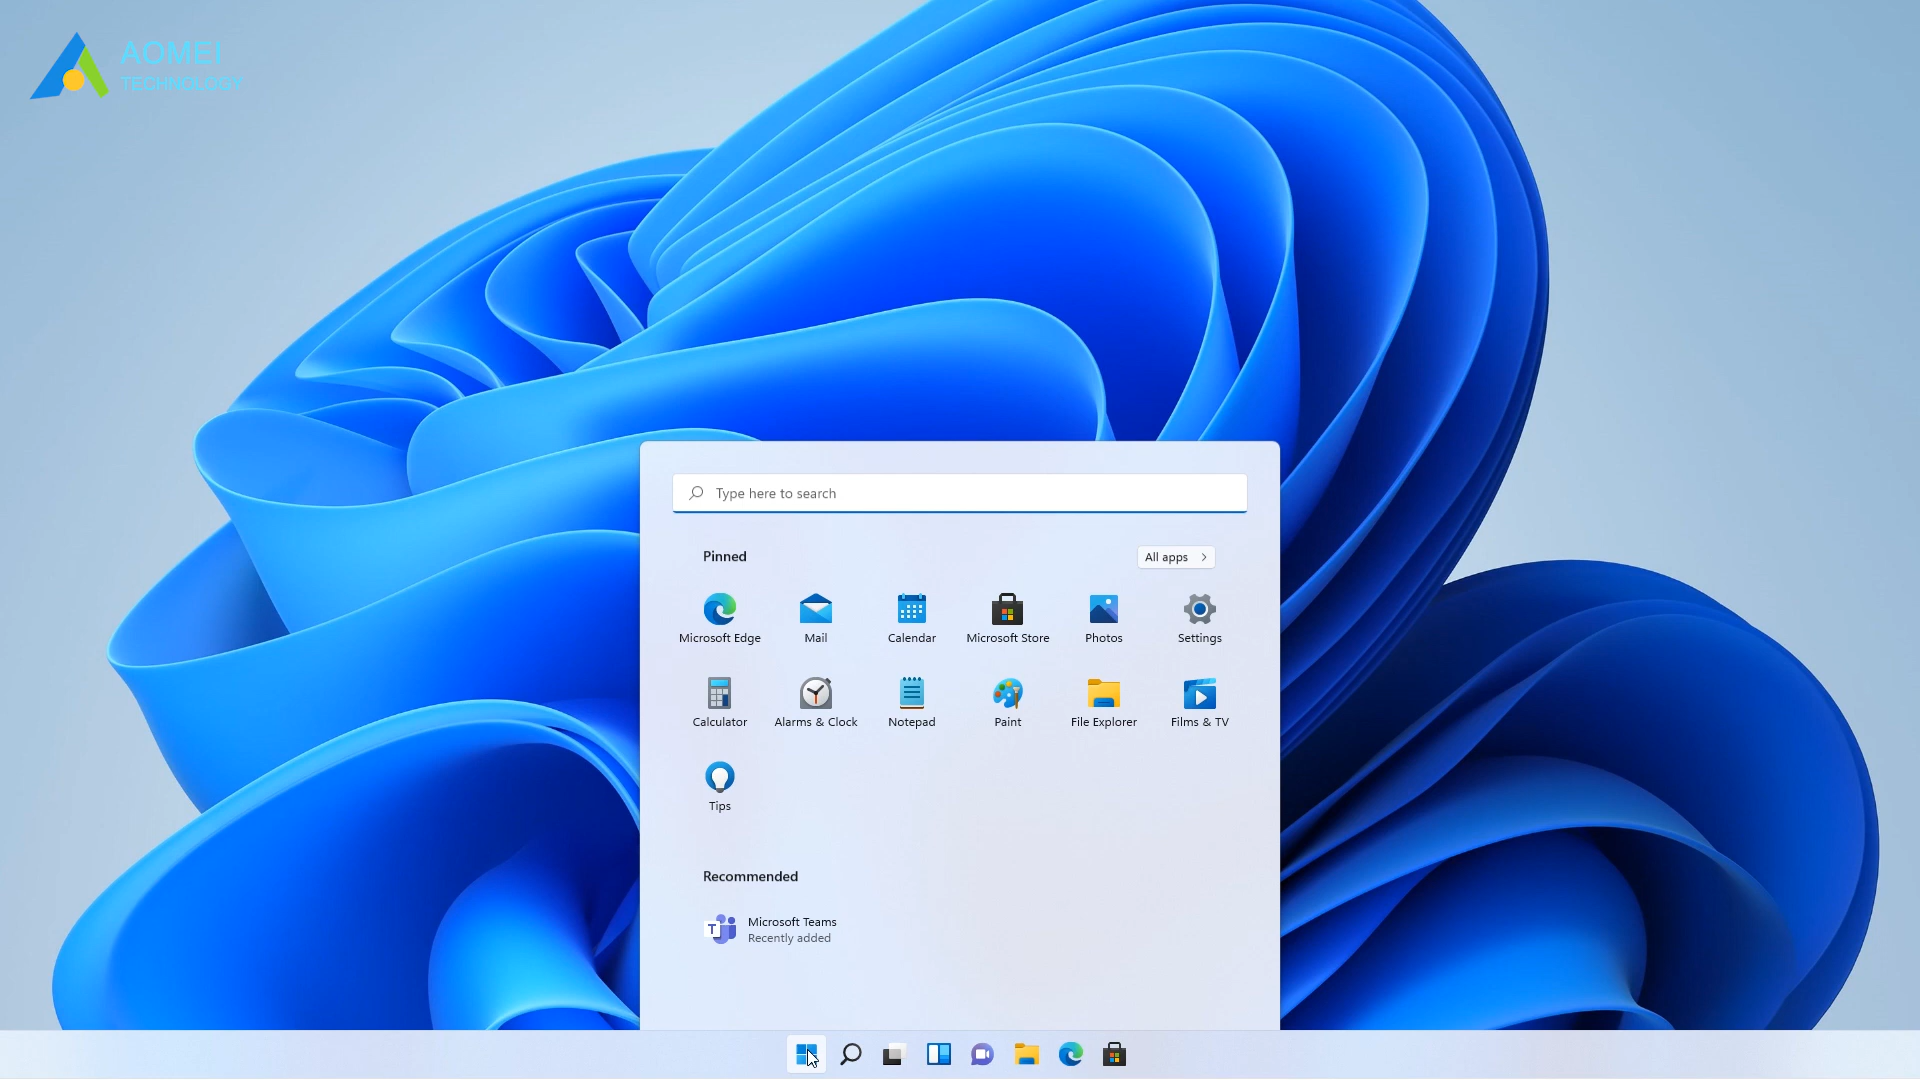 AOMEI
TECHNOLOGY
Type here to search
Pinned
All apps
Microsoft Edge
Mail
Calendar
Microsoft Store
Photos
Settings
Calculator
Alarms & Clock
Notepad
Paint
File Explorer
Films & TV
Tips
Recommended
Microsoft Teams
Recently added